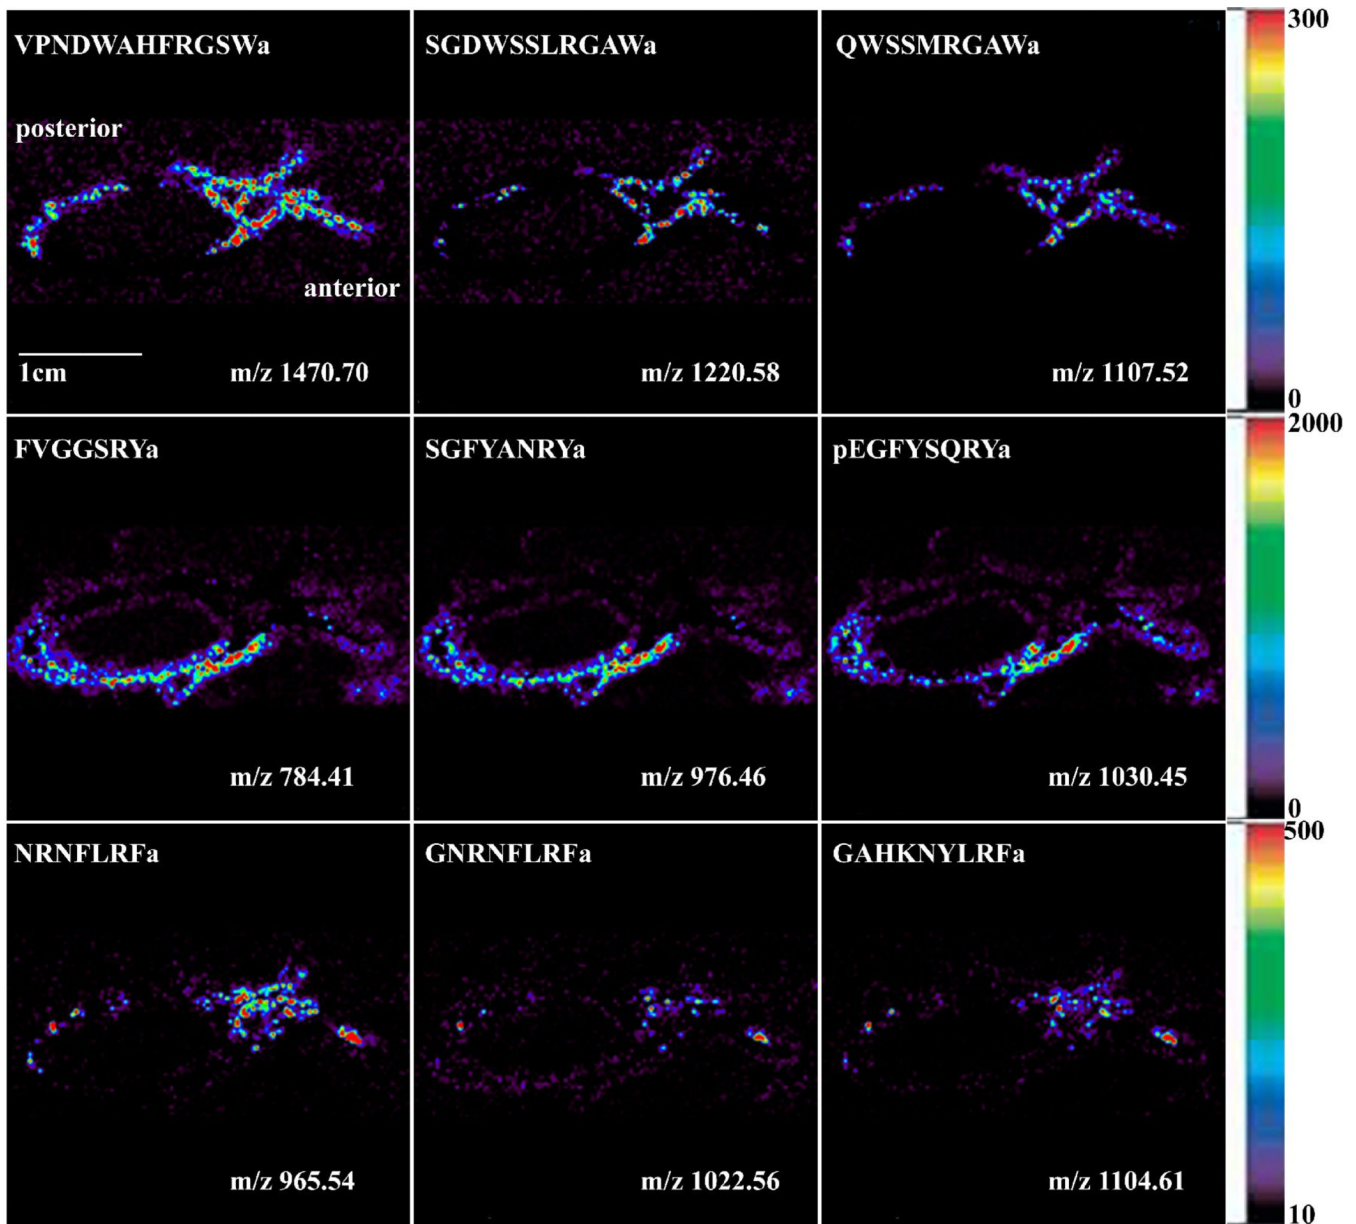 VPNDWAHFRGSWa
SGDWSSLRGAWa
QWSSMRGAWa
300
posterior
anterior
1cm
m/z 1470.70
m/z 1220.58
m/z 1107.52
0
2000
FVGGSRYa
SGFYANRYa
pEGFYSQRYa
m/z 784.41
m/z 976.46
m/z 1030.45
0
500
NRNFLRFa
GNRNFLRFa
GAHKNYLRFa
m/z 965.54
m/z 1022.56
m/z 1104.61
10